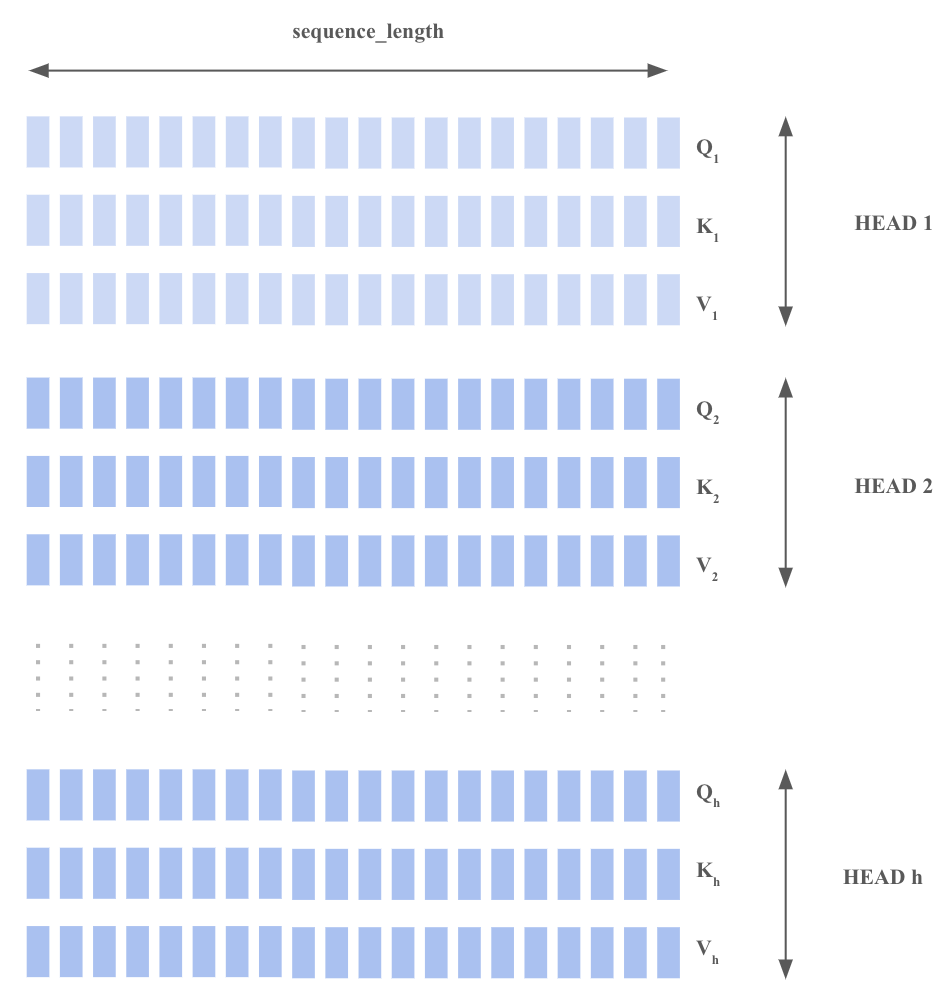 sequence_length
Q1
K1
HEAD 1
V1
Q2
K2
HEAD 2
V2
Qh
Kh
HEAD h
Vh